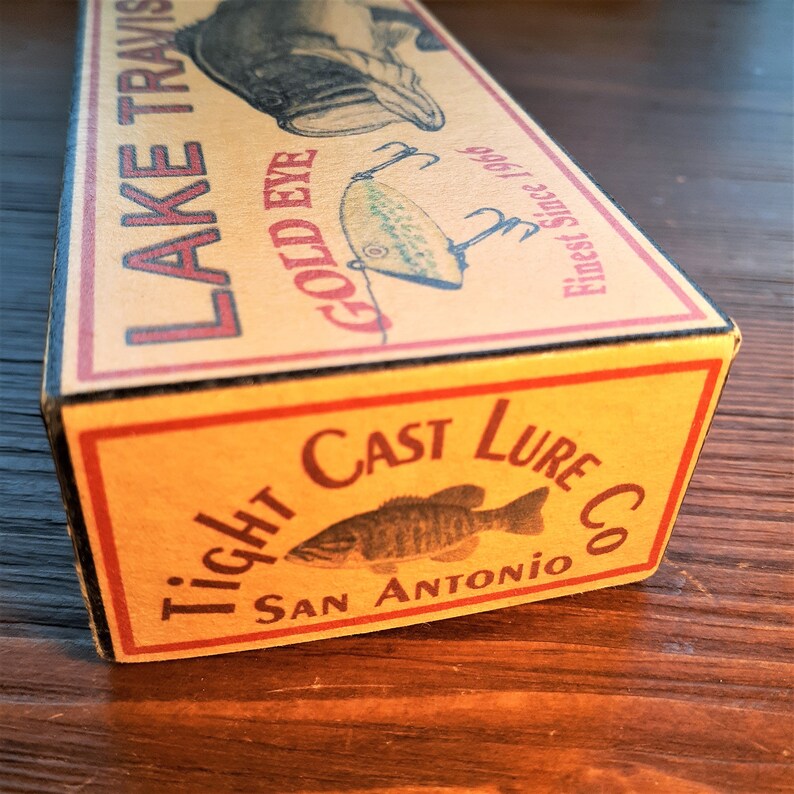 LAKE TRAVIS
GOLD EYE
Finest Since 1966
Tight Cast Lure Co
San Antonio